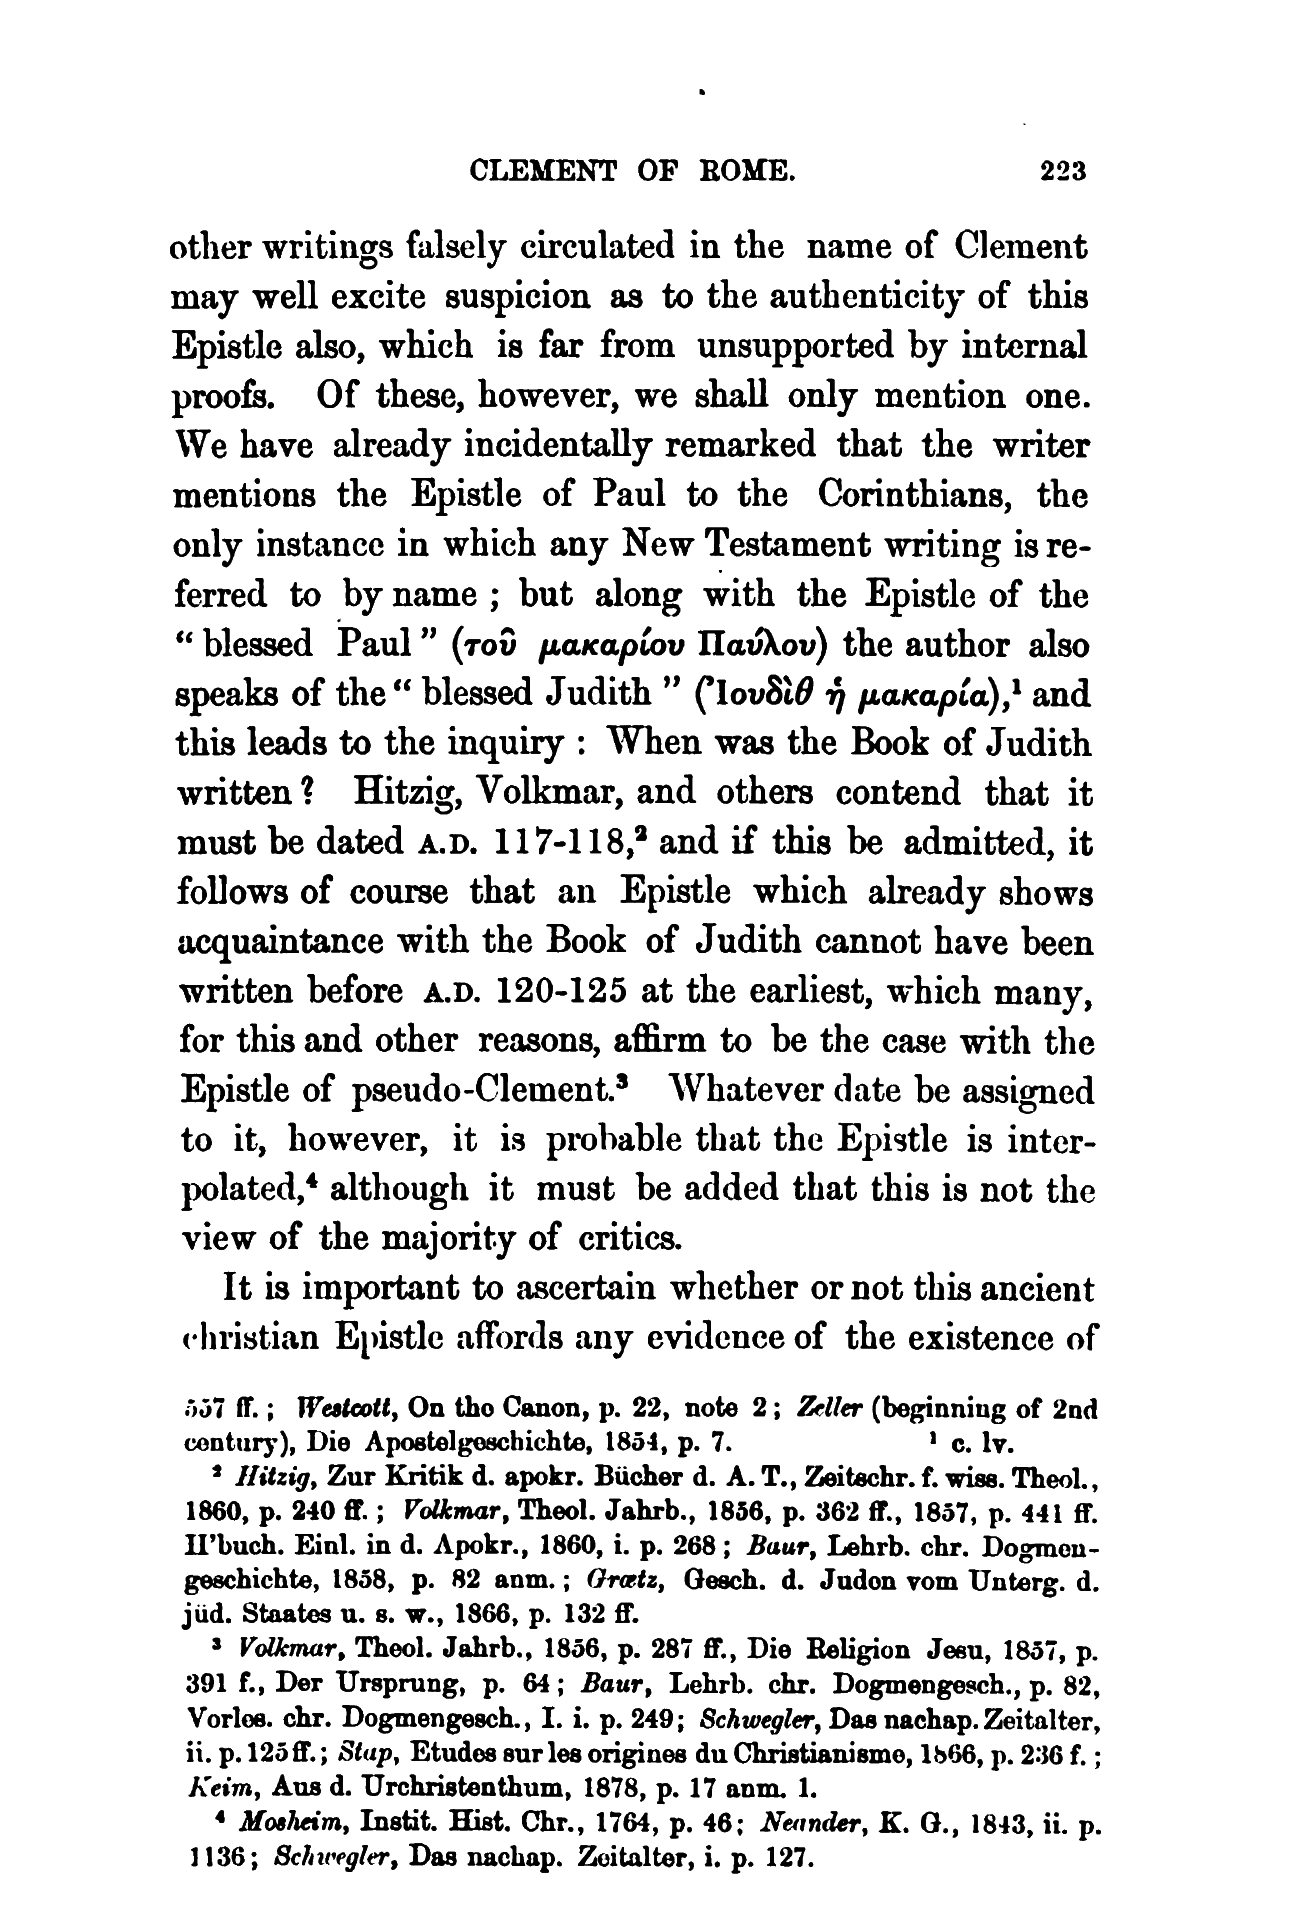 CLEMENT OF ROME. 223
other writings falsely circulated in the name of Clement
may well excite suspicion as to the authenticity of this
Epistle also, which is far from unsupported by internal
proofs. Of these, however, we shall only mention one.
We have already incidentally remarked that the writer
mentions the Epistle of Paul to the Corinthians, the
only instance in which any New Testament writing is re-
ferred to by name ; but along with the Epistle of the
“ blessed Paul ” (τοῦ μακαρίου Παύλου) the author also
speaks of the “ blessed Judith ” (Ἰουδὶθ ἡ μακαρία),¹ and
this leads to the inquiry : When was the Book of Judith
written ? Hitzig, Volkmar, and others contend that it
must be dated A.D. 117-118,² and if this be admitted, it
follows of course that an Epistle which already shows
acquaintance with the Book of Judith cannot have been
written before A.D. 120-125 at the earliest, which many,
for this and other reasons, affirm to be the case with the
Epistle of pseudo-Clement.³ Whatever date be assigned
to it, however, it is probable that the Epistle is inter-
polated,⁴ although it must be added that this is not the
view of the majority of critics.
It is important to ascertain whether or not this ancient
christian Epistle affords any evidence of the existence of
557 ff. ; Westcott, On the Canon, p. 22, note 2 ; Zeller (beginning of 2nd
century), Die Apostelgeschichte, 1854, p. 7. ¹ c. lv.
² Hitzig, Zur Kritik d. apokr. Bücher d. A. T., Zeitschr. f. wiss. Theol.,
1860, p. 240 ff. ; Volkmar, Theol. Jahrb., 1856, p. 362 ff., 1857, p. 441 ff.
H'buch. Einl. in d. Apokr., 1860, i. p. 268 ; Baur, Lehrb. chr. Dogmen-
geschichte, 1858, p. 82 anm. ; Grætz, Gesch. d. Juden vom Unterg. d.
jüd. Staates u. s. w., 1866, p. 132 ff.
³ Volkmar, Theol. Jahrb., 1856, p. 287 ff., Die Religion Jesu, 1857, p.
391 f., Der Ursprung, p. 64 ; Baur, Lehrb. chr. Dogmengesch., p. 82,
Vorles. chr. Dogmengesch., I. i. p. 249; Schwegler, Das nachap. Zeitalter,
ii. p. 125 ff. ; Stap, Etudes sur les origines du Christianisme, 1866, p. 236 f. ;
Keim, Aus d. Urchristenthum, 1878, p. 17 anm. 1.
⁴ Mosheim, Instit. Hist. Chr., 1764, p. 46; Neander, K. G., 1843, ii. p.
1136 ; Schwegler, Das nachap. Zeitalter, i. p. 127.